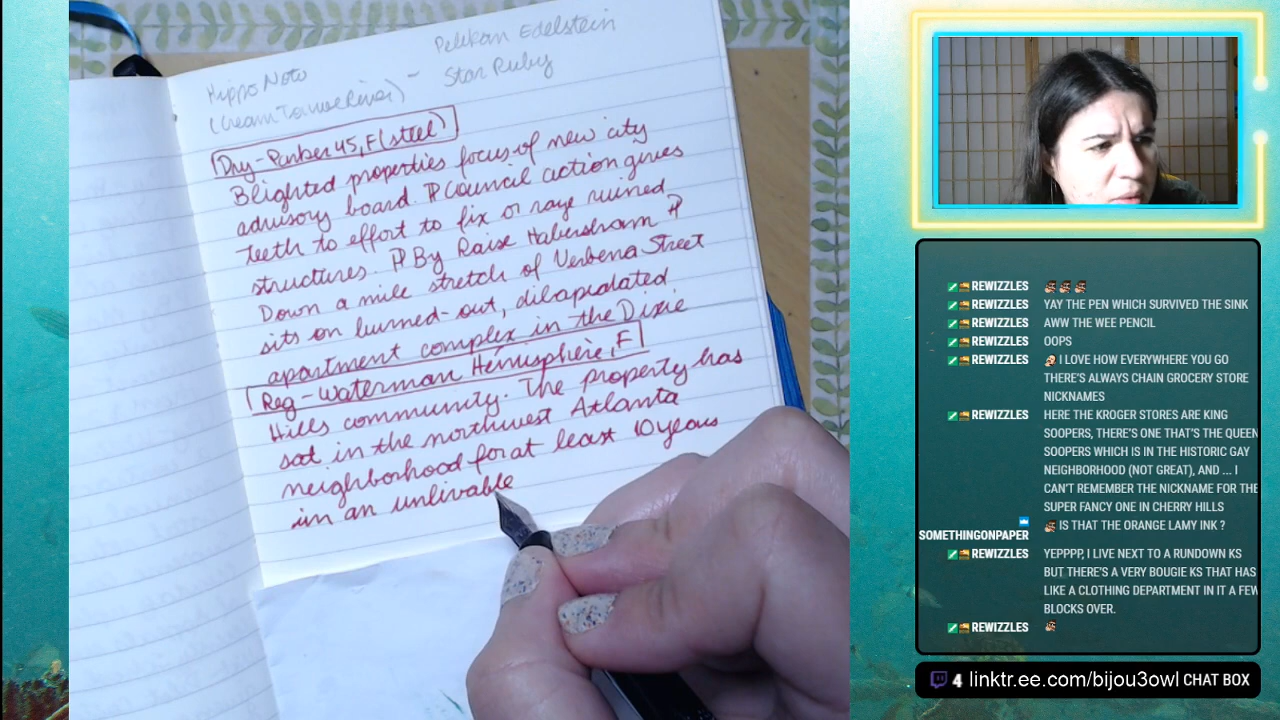 Hippo Noto - Pelikan Edelstein
(Cream Tomoe River) Star Ruby
Dry-Parker 45, F (steel)
Blighted properties focus of new city
advisory board. ¶ Council action gives
teeth to effort to fix or raze ruined
structures. ¶ By Raisa Habersham ¶
Down a mile stretch of Verbena Street
sits on burned-out, dilapidated
apartment complex in the Dixie
Reg-Waterman Hémisphère, F
Hills community. The property has
sat in the northwest Atlanta
neighborhood for at least 10 years
in an unlivable
REWIZZLES
REWIZZLES YAY THE PEN WHICH SURVIVED THE SINK
REWIZZLES AWW THE WEE PENCIL
REWIZZLES OOPS
REWIZZLES I LOVE HOW EVERYWHERE YOU GO
THERE'S ALWAYS CHAIN GROCERY STORE
NICKNAMES
REWIZZLES HERE THE KROGER STORES ARE KING
SOOPERS, THERE'S ONE THAT'S THE QUEEN
SOOPERS WHICH IS IN THE HISTORIC GAY
NEIGHBORHOOD (NOT GREAT), AND ... I
CAN'T REMEMBER THE NICKNAME FOR THE
SUPER FANCY ONE IN CHERRY HILLS
SOMETHINGONPAPER IS THAT THE ORANGE LAMY INK ?
REWIZZLES YEPPPP, I LIVE NEXT TO A RUNDOWN KS
BUT THERE'S A VERY BOUGIE KS THAT HAS
LIKE A CLOTHING DEPARTMENT IN IT A FEW
BLOCKS OVER.
REWIZZLES
4 linktr.ee.com/bijou3owl CHAT BOX